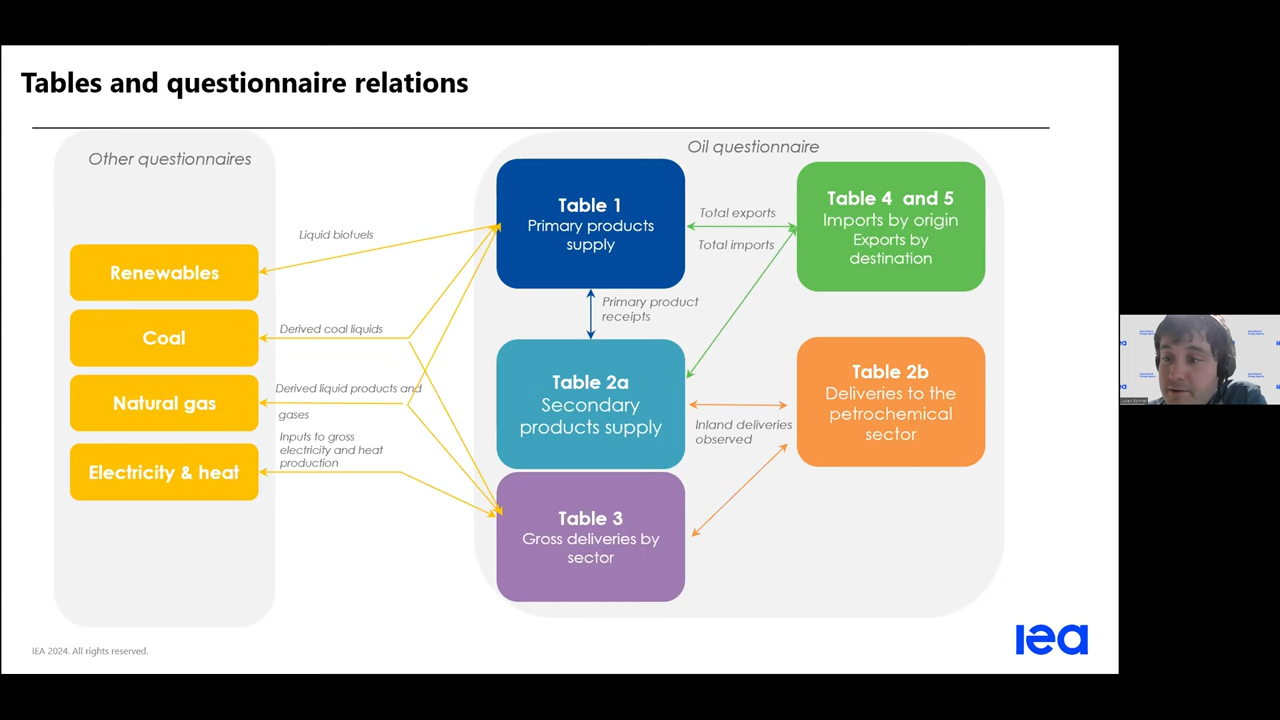 Tables and questionnaire relations
Other questionnaires
Renewables
Coal
Natural gas
Electricity & heat
Liquid biofuels
Derived coal liquids
Derived liquid products and
gases
Inputs to gross
electricity and heat
production
Oil questionnaire
Table 1
Primary products
supply
Total exports
Total imports
Table 4 and 5
Imports by origin
Exports by
destination
Primary product
receipts
Table 2a
Secondary
products supply
Inland deliveries
observed
Table 2b
Deliveries to the
petrochemical
sector
Table 3
Gross deliveries by
sector
IEA 2024. All rights reserved.
iea
iea